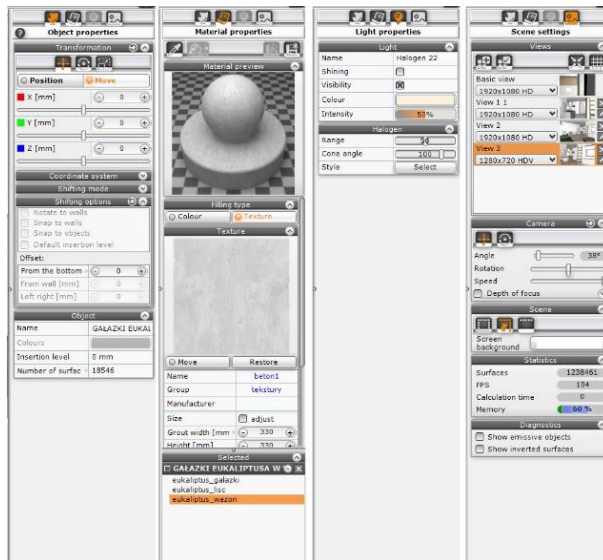 Object properties
Transformation
Position
Move
X [mm]
0
Y [mm]
0
Z [mm]
0
Coordinate system
Shifting mode
Shifting options
Rotate to walls
Snap to walls
Snap to objects
Default insertion level
Offset:
From the bottom
0
From wall [mm]
0
Left right [mm]
0
Object
Name GAŁAZKI EUKAL
Colours
Insertion level 0 mm
Number of surfac 18546
Material properties
Material preview
Filling type
Colour
Texture
Texture
Move
Restore
Name beton1
Group tekstury
Manufacturer
Size adjust
Grout width [mm 330
Height [mm] 330
Selected
GAŁAZKI EUKALIPTUSA W
eukaliptus_gałazki
eukaliptus_lisc
eukaliptus_wazon
Light properties
Light
Name Halogen 22
Shining
Visibility
Colour
Intensity 50%
Halogen
Range 50
Cone angle 100
Style Select
Scene settings
Views
Basic view
1920x1080 HD
View 1 1
1920x1080 HD
View 2
1920x1080 HD
View 3
1280x720 HDV
Camera
Angle 38°
Rotation
Speed
Depth of focus
Scene
Screen
background
Statistics
Surfaces 1238461
FPS 104
Calculation time 0
Memory 60.%
Diagnostics
Show emissive objects
Show inverted surfaces